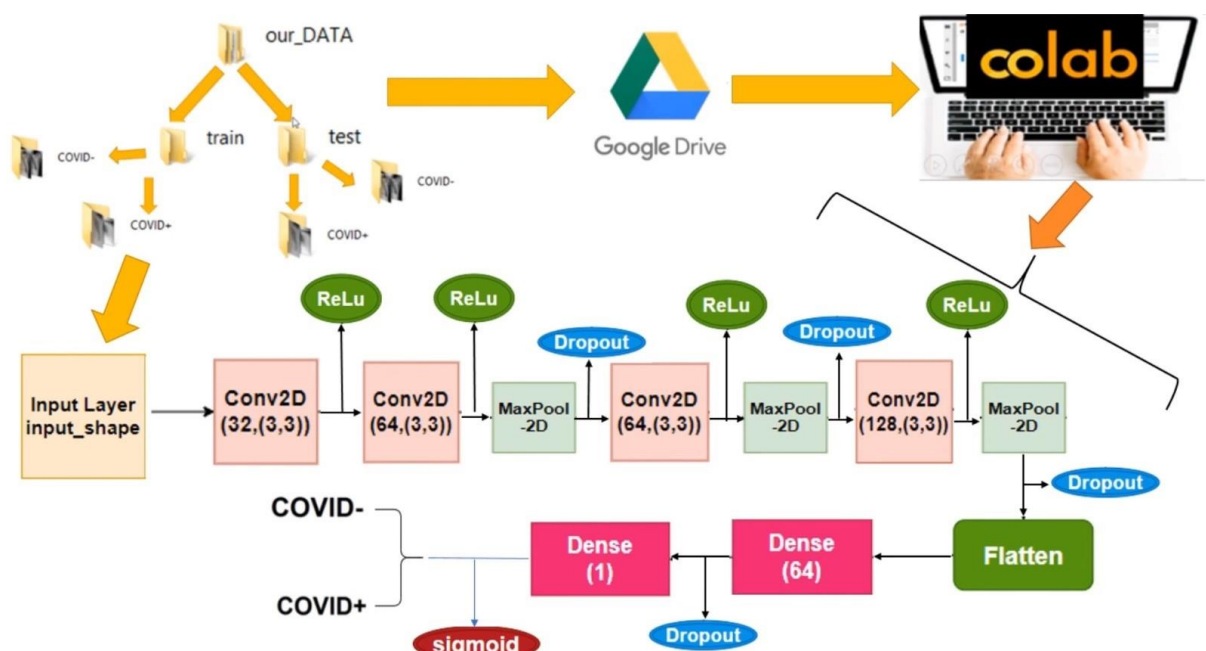 our_DATA
train
test
COVID-
COVID+
COVID-
COVID+
Google Drive
colab
ReLu
ReLu
ReLu
ReLu
Dropout
Dropout
Input Layer
input_shape
Conv2D
(32,(3,3))
Conv2D
(64,(3,3))
MaxPool
-2D
Conv2D
(64,(3,3))
MaxPool
-2D
Conv2D
(128,(3,3))
MaxPool
-2D
Dropout
Flatten
Dense
(64)
Dropout
Dense
(1)
sigmoid
COVID-
COVID+